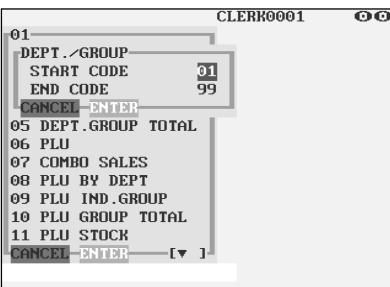 CLERK0001
01
DEPT./GROUP
START CODE 01
END CODE 99
CANCEL ENTER
05 DEPT.GROUP TOTAL
06 PLU
07 COMBO SALES
08 PLU BY DEPT
09 PLU IND.GROUP
10 PLU GROUP TOTAL
11 PLU STOCK
CANCEL ENTER [▼ ]